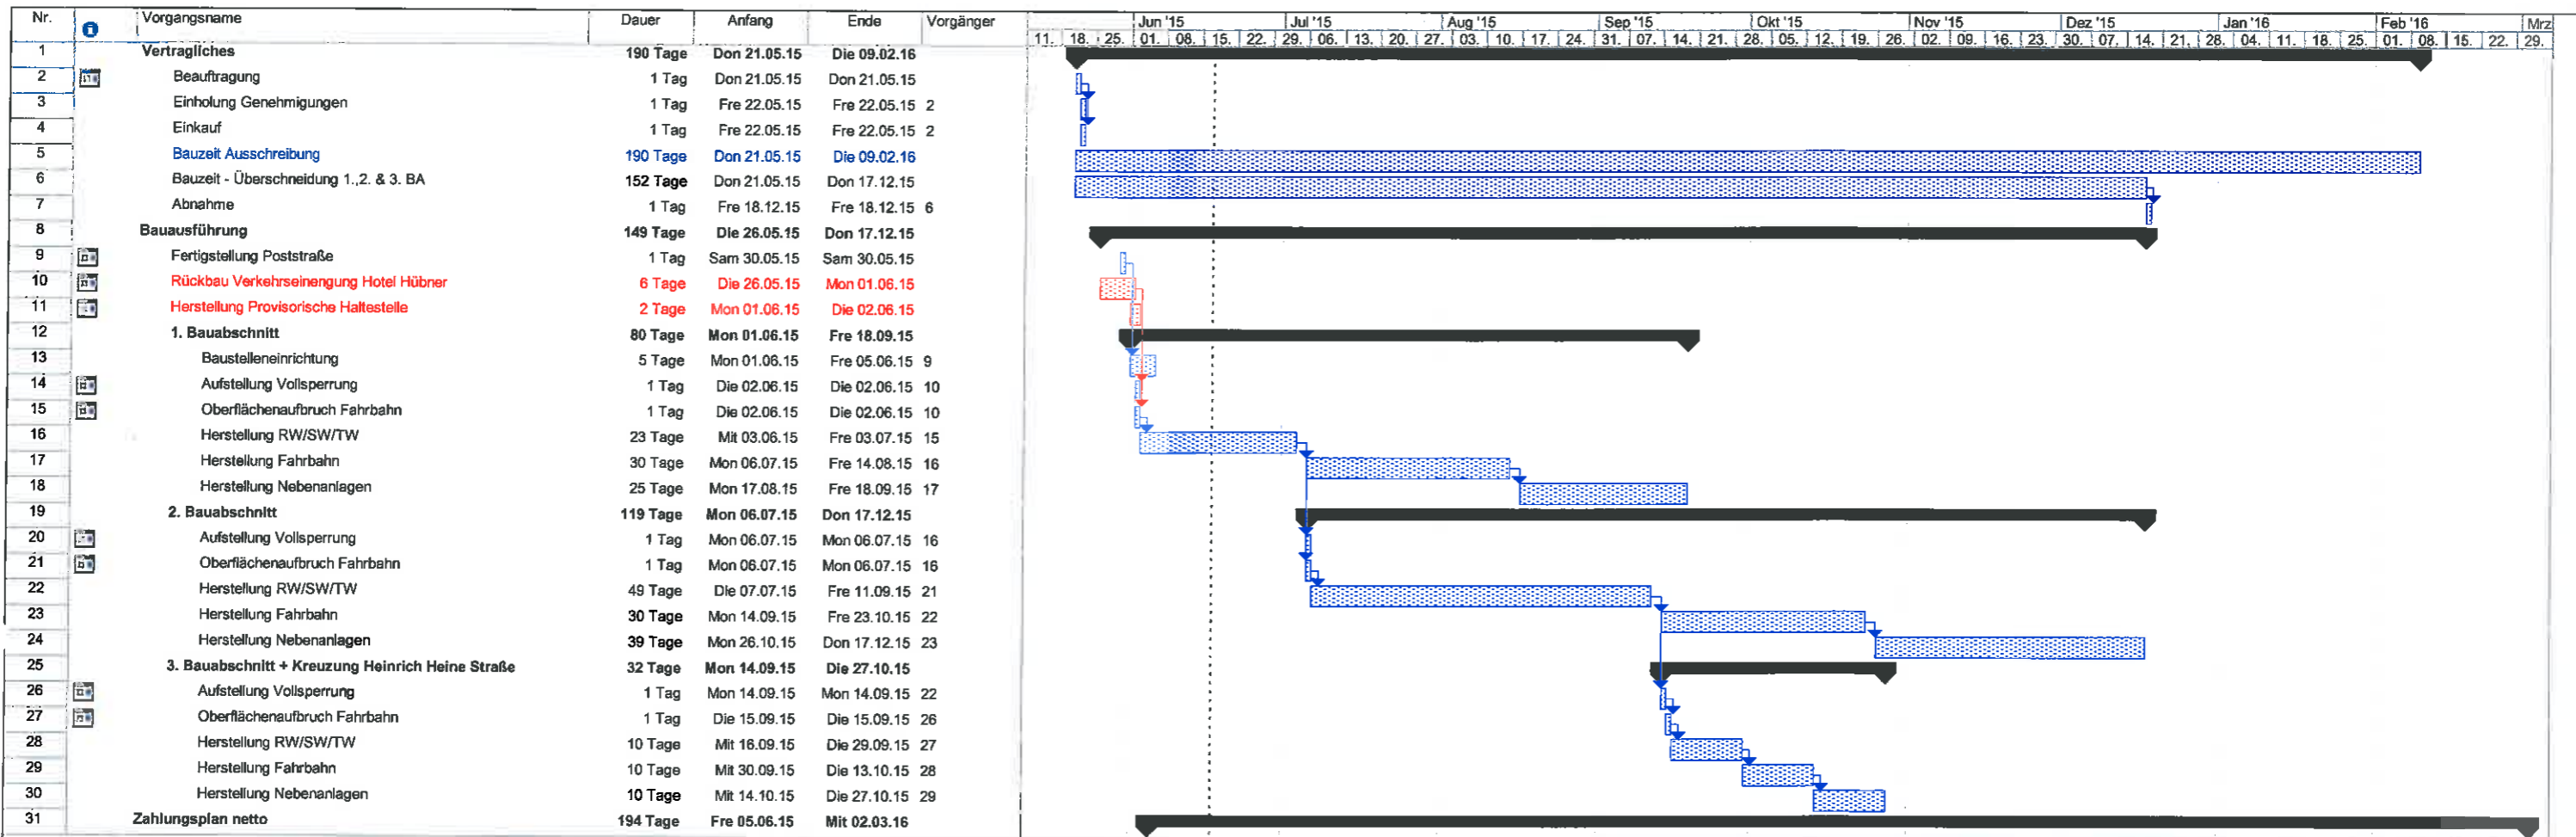 Nr. Vorgangsname Dauer Anfang Ende Vorgänger Jun '15 Jul '15 Aug '15 Sep '15 Okt '15 Nov '15 Dez '15 Jan '16 Feb '16 Mrz
11. 18. 25. 01. 08. 15. 22. 29. 06. 13. 20. 27. 03. 10. 17. 24. 31. 07. 14. 21. 28. 05. 12. 19. 26. 02. 09. 16. 23. 30. 07. 14. 21. 28. 04. 11. 18. 25. 01. 08. 15. 22. 29.
1 Vertragliches 190 Tage Don 21.05.15 Die 09.02.16
2 Beauftragung 1 Tag Don 21.05.15 Don 21.05.15
3 Einholung Genehmigungen 1 Tag Fre 22.05.15 Fre 22.05.15 2
4 Einkauf 1 Tag Fre 22.05.15 Fre 22.05.15 2
5 Bauzeit Ausschreibung 190 Tage Don 21.05.15 Die 09.02.16
6 Bauzeit - Überschneidung 1.,2. & 3. BA 152 Tage Don 21.05.15 Don 17.12.15
7 Abnahme 1 Tag Fre 18.12.15 Fre 18.12.15 6
8 Bauausführung 149 Tage Die 26.05.15 Don 17.12.15
9 Fertigstellung Poststraße 1 Tag Sam 30.05.15 Sam 30.05.15
10 Rückbau Verkehrseinengung Hotel Hübner 6 Tage Die 26.05.15 Mon 01.06.15
11 Herstellung Provisorische Haltestelle 2 Tage Mon 01.06.15 Die 02.06.15
12 1. Bauabschnitt 80 Tage Mon 01.06.15 Fre 18.09.15
13 Baustelleneinrichtung 5 Tage Mon 01.06.15 Fre 05.06.15 9
14 Aufstellung Vollsperrung 1 Tag Die 02.06.15 Die 02.06.15 10
15 Oberflächenaufbruch Fahrbahn 1 Tag Die 02.06.15 Die 02.06.15 10
16 Herstellung RW/SW/TW 23 Tage Mit 03.06.15 Fre 03.07.15 15
17 Herstellung Fahrbahn 30 Tage Mon 06.07.15 Fre 14.08.15 16
18 Herstellung Nebenanlagen 25 Tage Mon 17.08.15 Fre 18.09.15 17
19 2. Bauabschnitt 119 Tage Mon 06.07.15 Don 17.12.15
20 Aufstellung Vollsperrung 1 Tag Mon 06.07.15 Mon 06.07.15 16
21 Oberflächenaufbruch Fahrbahn 1 Tag Mon 06.07.15 Mon 06.07.15 16
22 Herstellung RW/SW/TW 49 Tage Die 07.07.15 Fre 11.09.15 21
23 Herstellung Fahrbahn 30 Tage Mon 14.09.15 Fre 23.10.15 22
24 Herstellung Nebenanlagen 39 Tage Mon 26.10.15 Don 17.12.15 23
25 3. Bauabschnitt + Kreuzung Heinrich Heine Straße 32 Tage Mon 14.09.15 Die 27.10.15
26 Aufstellung Vollsperrung 1 Tag Mon 14.09.15 Mon 14.09.15 22
27 Oberflächenaufbruch Fahrbahn 1 Tag Die 15.09.15 Die 15.09.15 26
28 Herstellung RW/SW/TW 10 Tage Mit 16.09.15 Die 29.09.15 27
29 Herstellung Fahrbahn 10 Tage Mit 30.09.15 Die 13.10.15 28
30 Herstellung Nebenanlagen 10 Tage Mit 14.10.15 Die 27.10.15 29
31 Zahlungsplan netto 194 Tage Fre 05.06.15 Mit 02.03.16